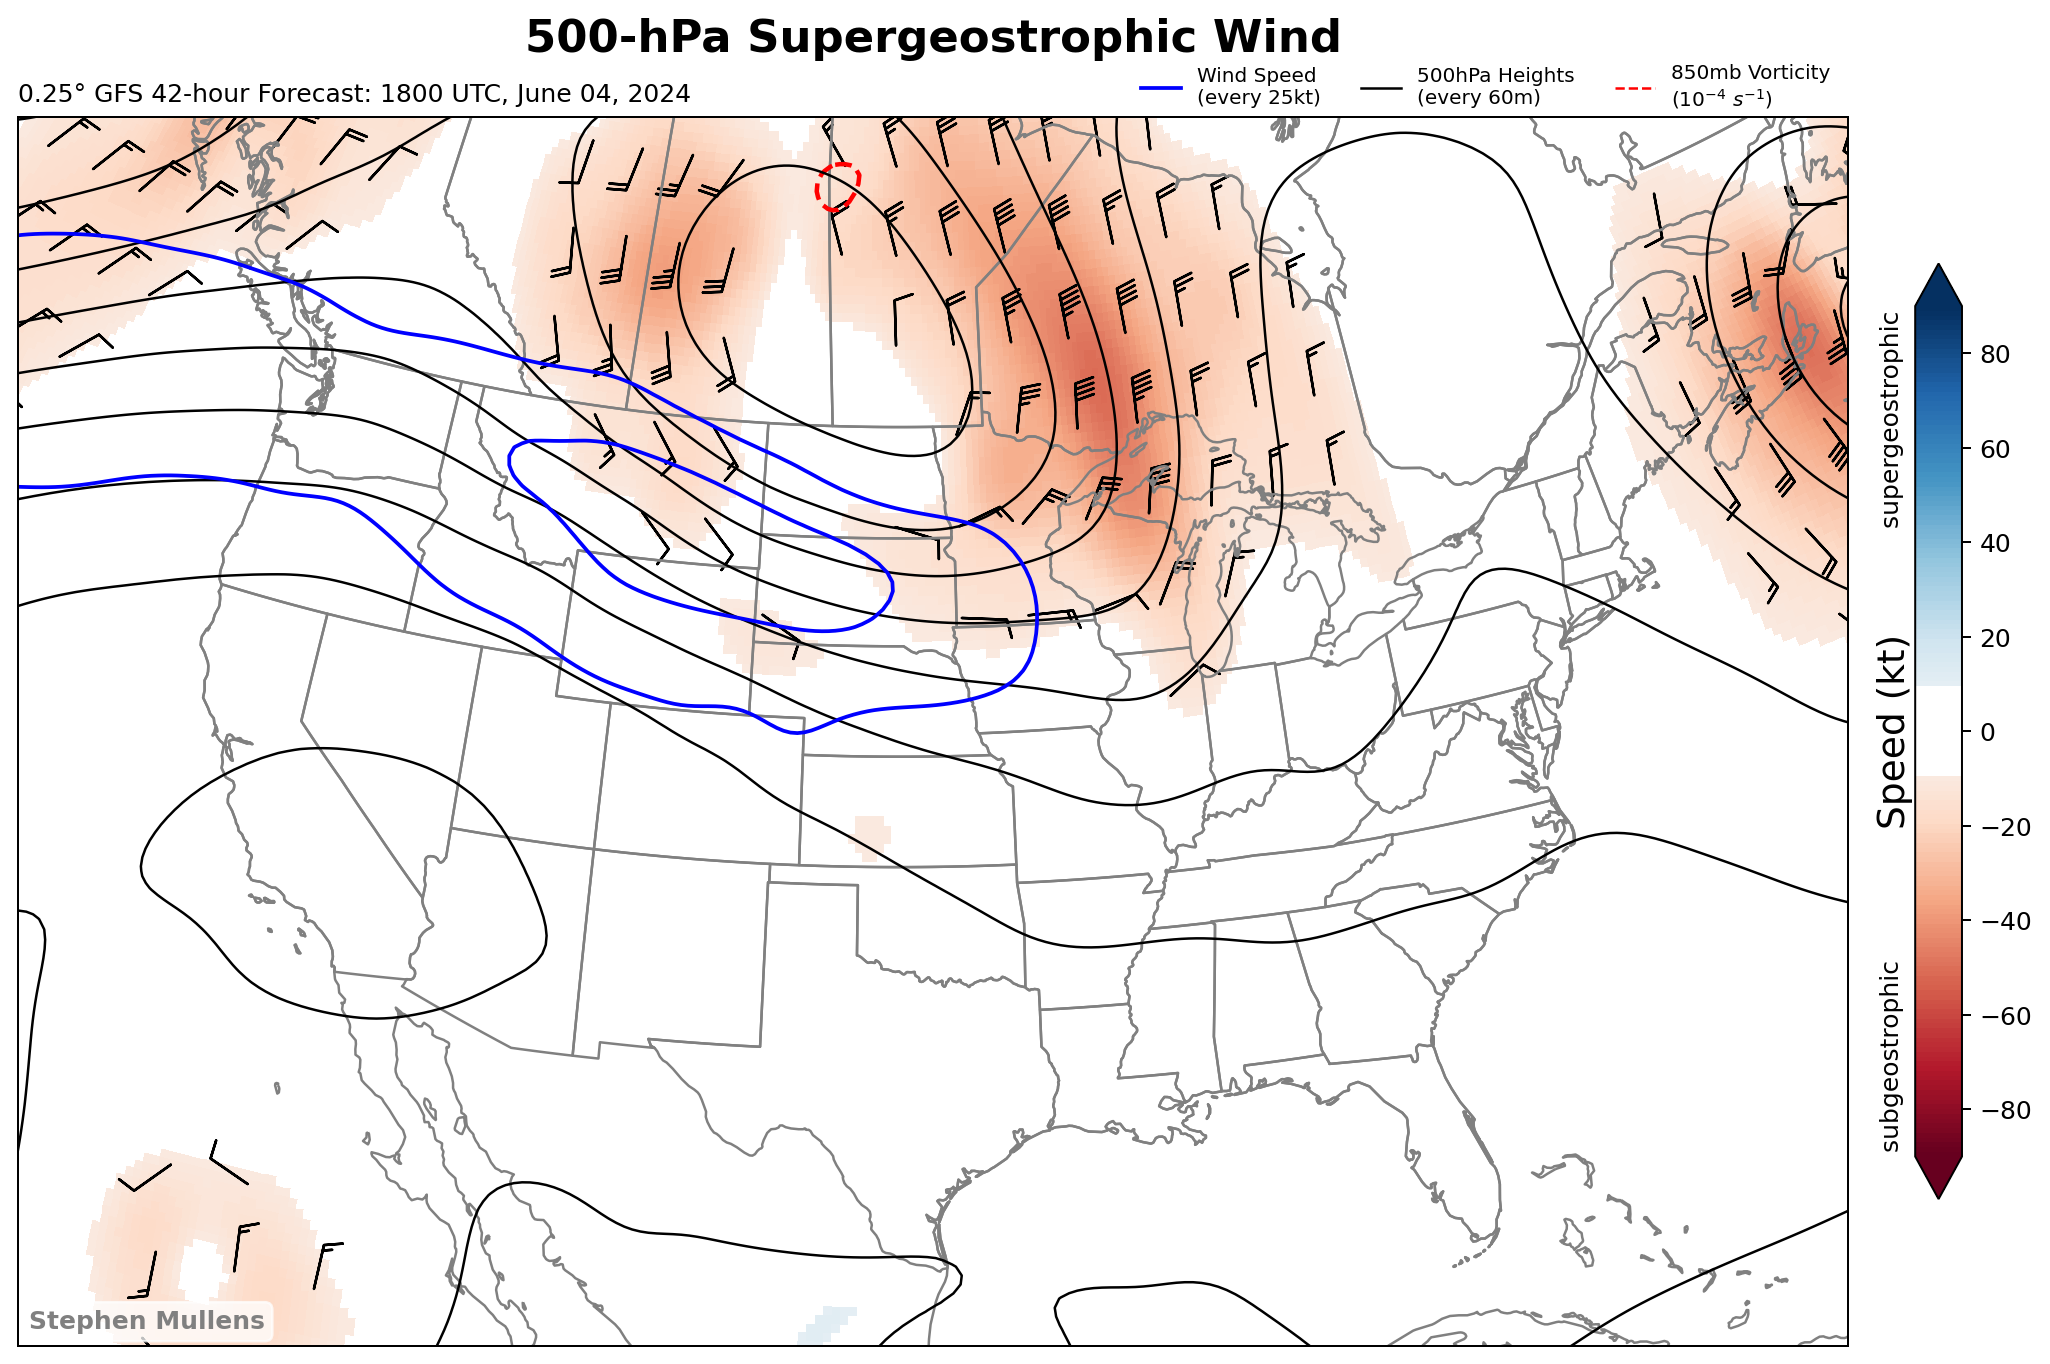 500-hPa Supergeostrophic Wind
0.25° GFS 42-hour Forecast: 1800 UTC, June 04, 2024
Wind Speed
(every 25kt)
500hPa Heights
(every 60m)
850mb Vorticity
(10⁻⁴ s⁻¹)
supergeostrophic
Speed (kt)
subgeostrophic
80
60
40
20
0
−20
−40
−60
−80
Stephen Mullens